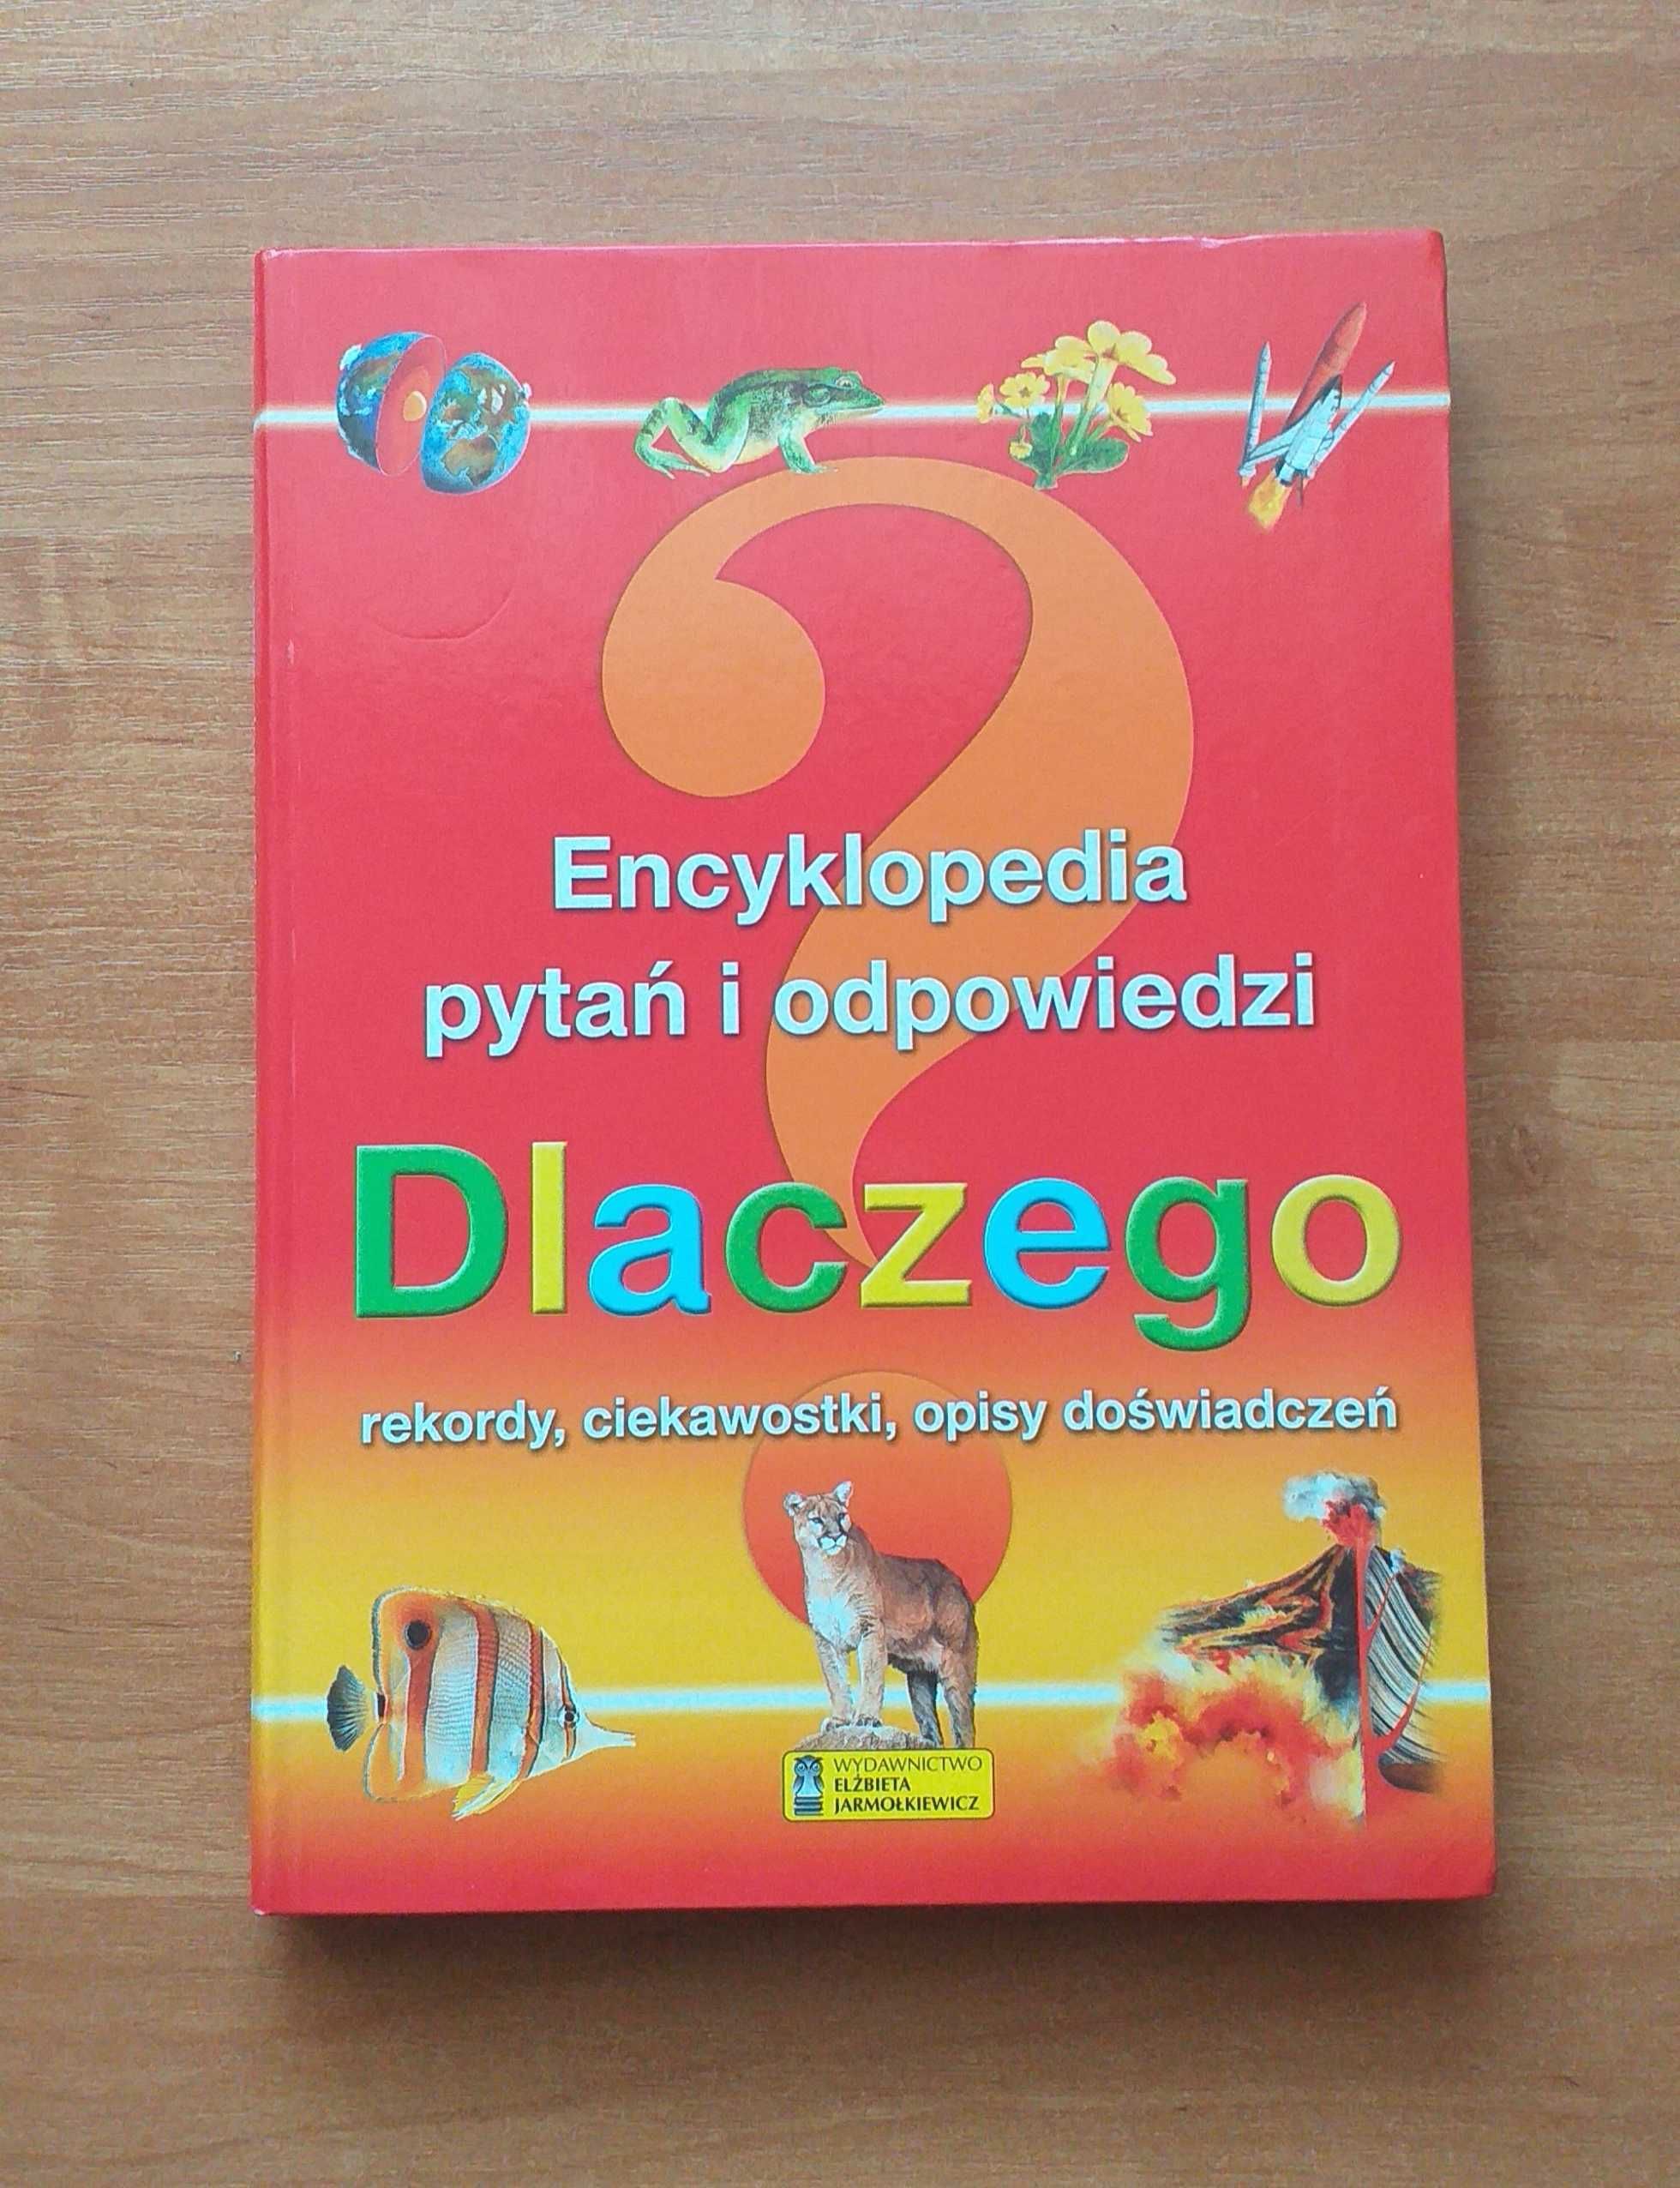 Encyklopedia
pytań i odpowiedzi
Dlaczego
rekordy, ciekawostki, opisy doświadczeń
WYDAWNICTWO
ELŻBIETA
JARMOŁKIEWICZ